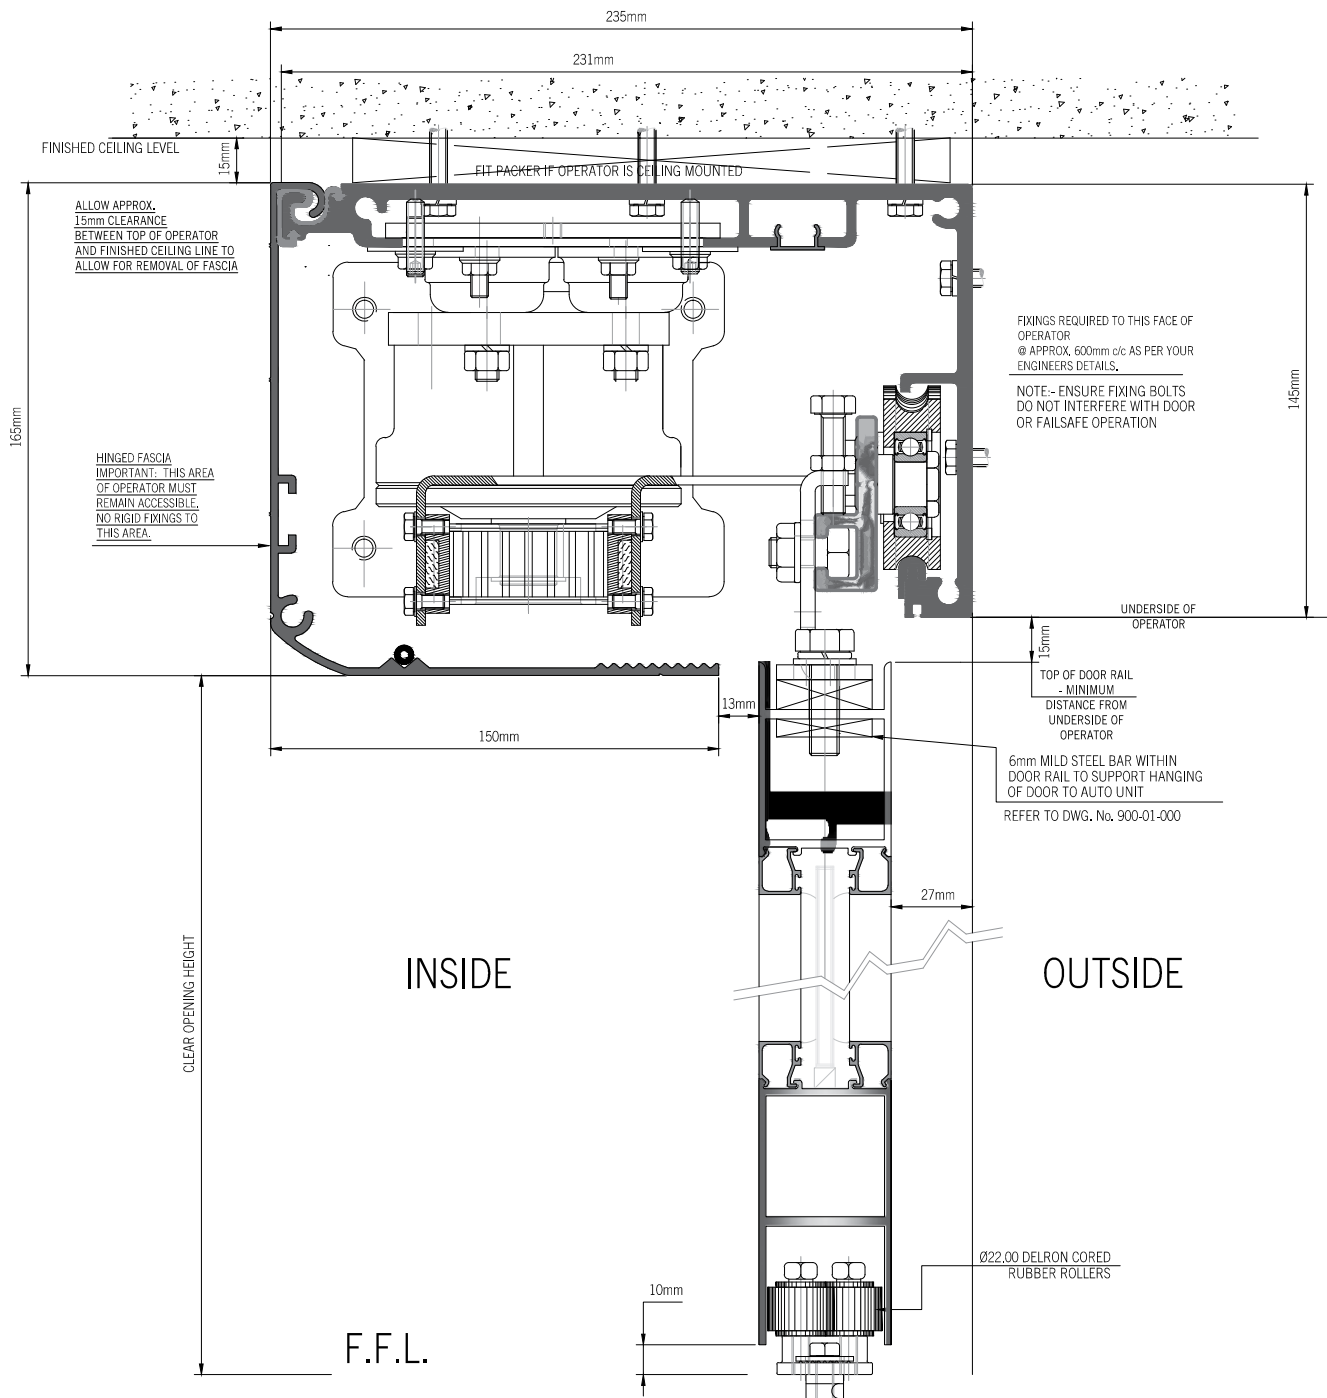 235mm
231mm
FINISHED CEILING LEVEL
15mm
FIT PACKER IF OPERATOR IS CEILING MOUNTED
ALLOW APPROX.
15mm CLEARANCE
BETWEEN TOP OF OPERATOR
AND FINISHED CEILING LINE TO
ALLOW FOR REMOVAL OF FASCIA
FIXINGS REQUIRED TO THIS FACE OF
OPERATOR
@ APPROX. 600mm c/c AS PER YOUR
ENGINEERS DETAILS.
NOTE:- ENSURE FIXING BOLTS
DO NOT INTERFERE WITH DOOR
OR FAILSAFE OPERATION
145mm
165mm
HINGED FASCIA
IMPORTANT: THIS AREA
OF OPERATOR MUST
REMAIN ACCESSIBLE.
NO RIGID FIXINGS TO
THIS AREA.
UNDERSIDE OF
OPERATOR
15mm
TOP OF DOOR RAIL
- MINIMUM
DISTANCE FROM
UNDERSIDE OF
OPERATOR
13mm
150mm
6mm MILD STEEL BAR WITHIN
DOOR RAIL TO SUPPORT HANGING
OF DOOR TO AUTO UNIT
REFER TO DWG. No. 900-01-000
27mm
CLEAR OPENING HEIGHT
INSIDE
OUTSIDE
Ø22.00 DELRON CORED
RUBBER ROLLERS
10mm
F.F.L.